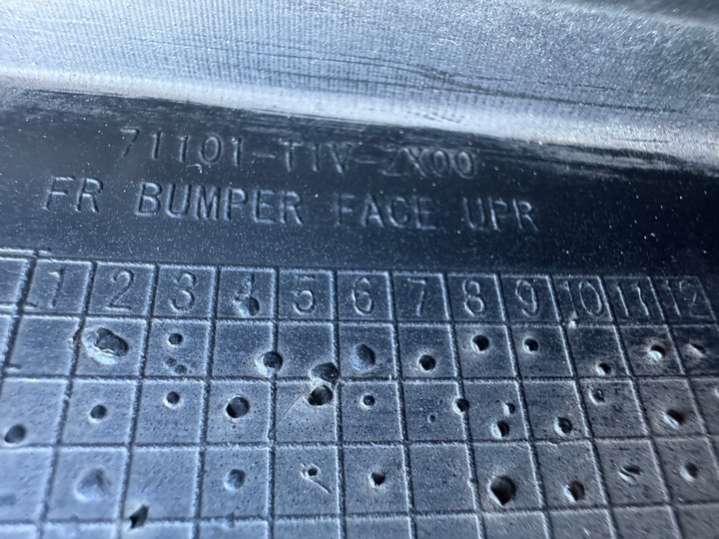 71101-T1V-ZX00
FR BUMPER FACE UPR
1 2 3 4 5 6 7 8 9 10 11 12